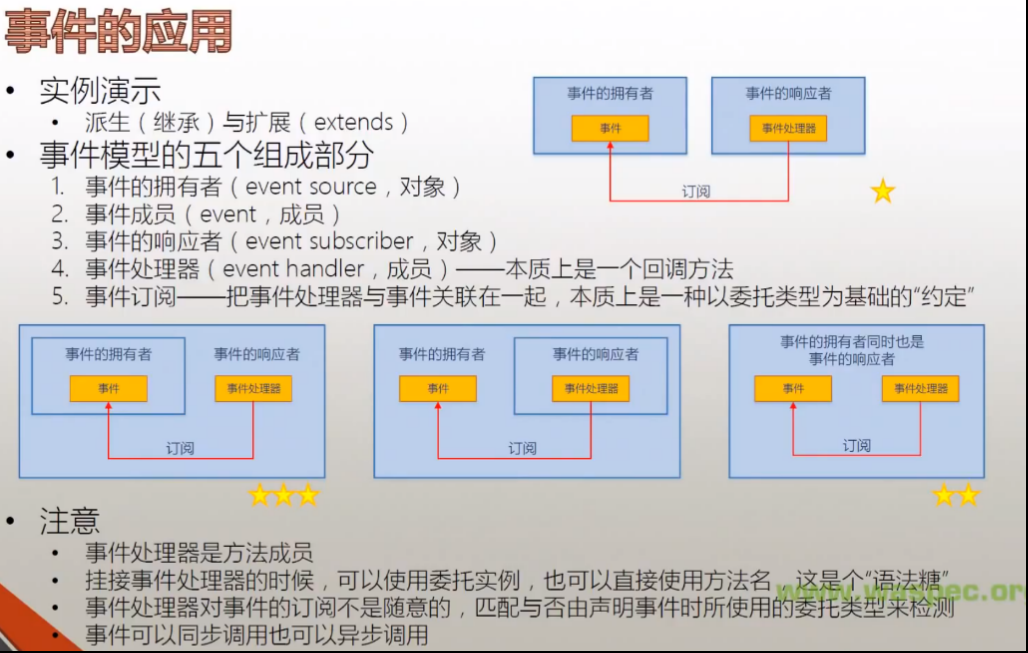 事件的应用
• 实例演示
• 派生（继承）与扩展（extends）
• 事件模型的五个组成部分
1. 事件的拥有者（event source，对象）
2. 事件成员（event，成员）
3. 事件的响应者（event subscriber，对象）
4. 事件处理器（event handler，成员）——本质上是一个回调方法
5. 事件订阅——把事件处理器与事件关联在一起，本质上是一种以委托类型为基础的“约定”
事件的拥有者
事件的响应者
事件
事件处理器
订阅
事件的拥有者
事件的响应者
事件
事件处理器
订阅
事件的拥有者
事件的响应者
事件
事件处理器
订阅
事件的拥有者同时也是
事件的响应者
事件
事件处理器
订阅
• 注意
• 事件处理器是方法成员
• 挂接事件处理器的时候，可以使用委托实例，也可以直接使用方法名，这是个“语法糖”
• 事件处理器对事件的订阅不是随意的，匹配与否由声明事件时所使用的委托类型来检测
• 事件可以同步调用也可以异步调用